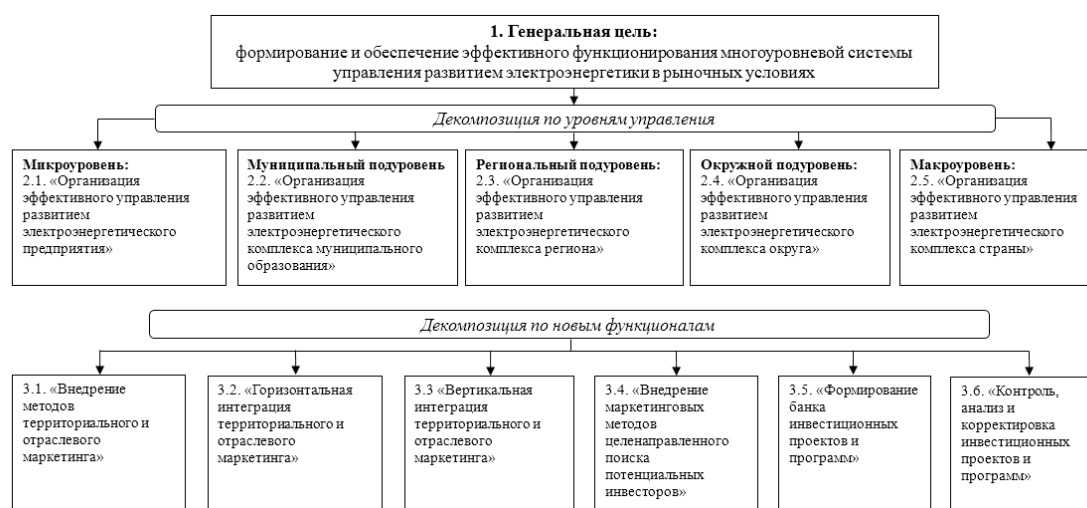 1. Генеральная цель:
формирование и обеспечение эффективного функционирования многоуровневой системы
управления развитием электроэнергетики в рыночных условиях
Декомпозиция по уровням управления
Микроуровень:
2.1. «Организация
эффективного управления
развитием
электроэнергетического
предприятия»
Муниципальный подуровень
2.2. «Организация
эффективного управления
развитием
электроэнергетического
комплекса муниципального
образования»
Региональный подуровень:
2.3. «Организация
эффективного управления
развитием
электроэнергетического
комплекса региона»
Окружной подуровень:
2.4. «Организация
эффективного управления
развитием
электроэнергетического
комплекса округа»
Макроуровень:
2.5. «Организация
эффективного управления
развитием
электроэнергетического
комплекса страны»
Декомпозиция по новым функционалам
3.1. «Внедрение
методов
территориального и
отраслевого
маркетинга»
3.2. «Горизонтальная
интеграция
территориального и
отраслевого
маркетинга»
3.3 «Вертикальная
интеграция
территориального и
отраслевого
маркетинга»
3.4. «Внедрение
маркетинговых
методов
целенаправленного
поиска
потенциальных
инвесторов»
3.5. «Формирование
банка
инвестиционных
проектов и
программ»
3.6. «Контроль,
анализ и
корректировка
инвестиционных
проектов и
программ»